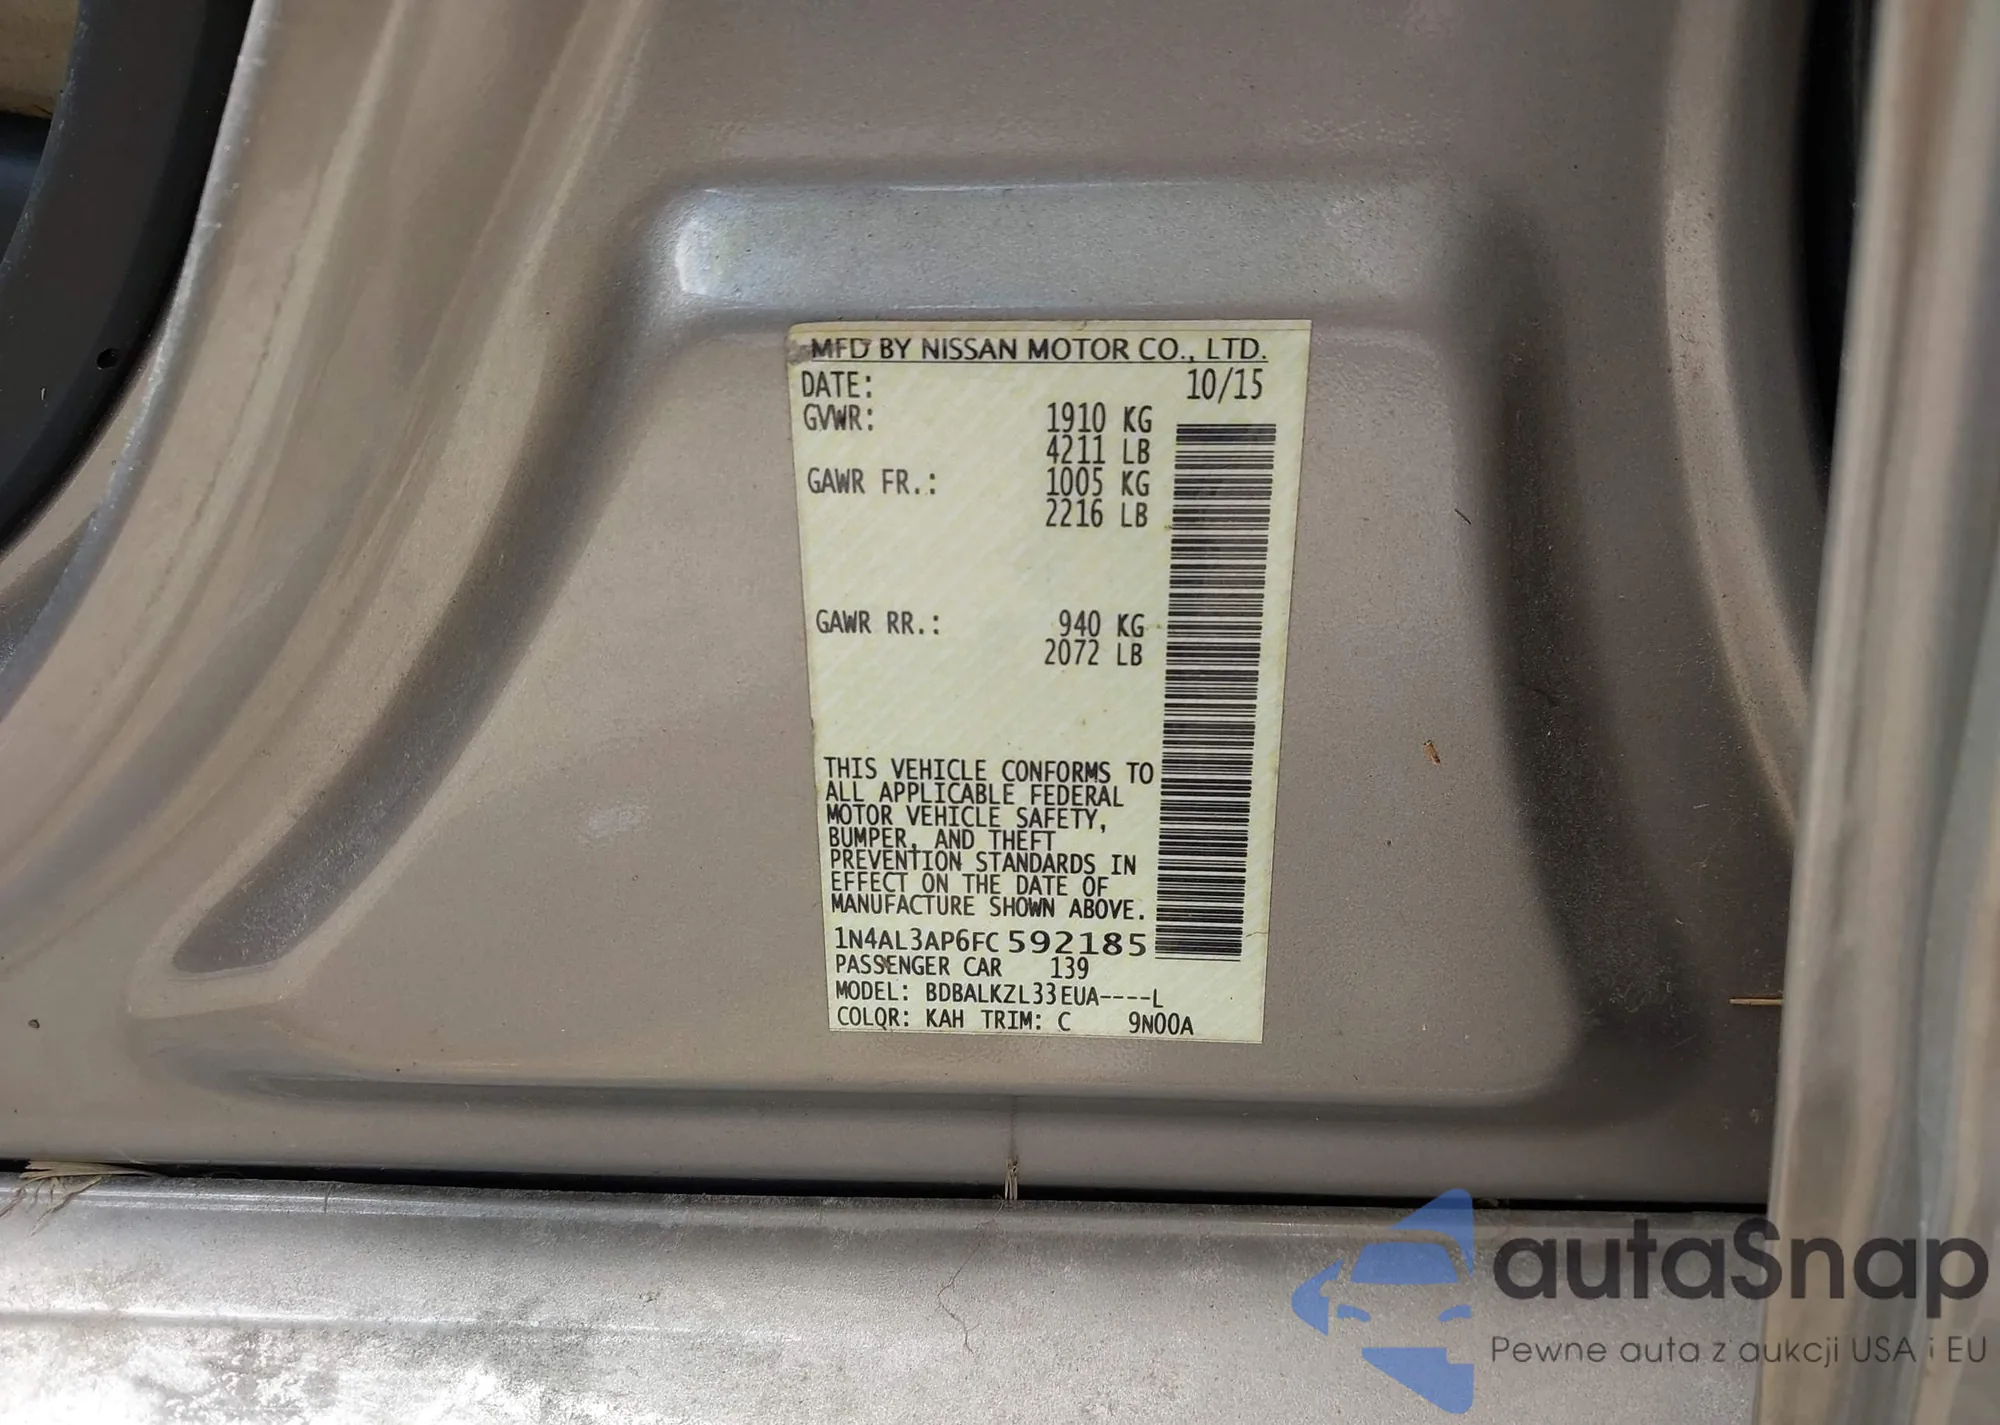 MFD BY NISSAN MOTOR CO., LTD.
DATE: 10/15
GVWR: 1910 KG
4211 LB
GAWR FR.: 1005 KG
2216 LB
GAWR RR.: 940 KG
2072 LB
THIS VEHICLE CONFORMS TO
ALL APPLICABLE FEDERAL
MOTOR VEHICLE SAFETY,
BUMPER, AND THEFT
PREVENTION STANDARDS IN
EFFECT ON THE DATE OF
MANUFACTURE SHOWN ABOVE.
1N4AL3AP6FC592185
PASSENGER CAR 139
MODEL: BDBALKZL33EUA----L
COLOR: KAH TRIM: C 9N00A
autaSnap
Pewne auta z aukcji USA i EU